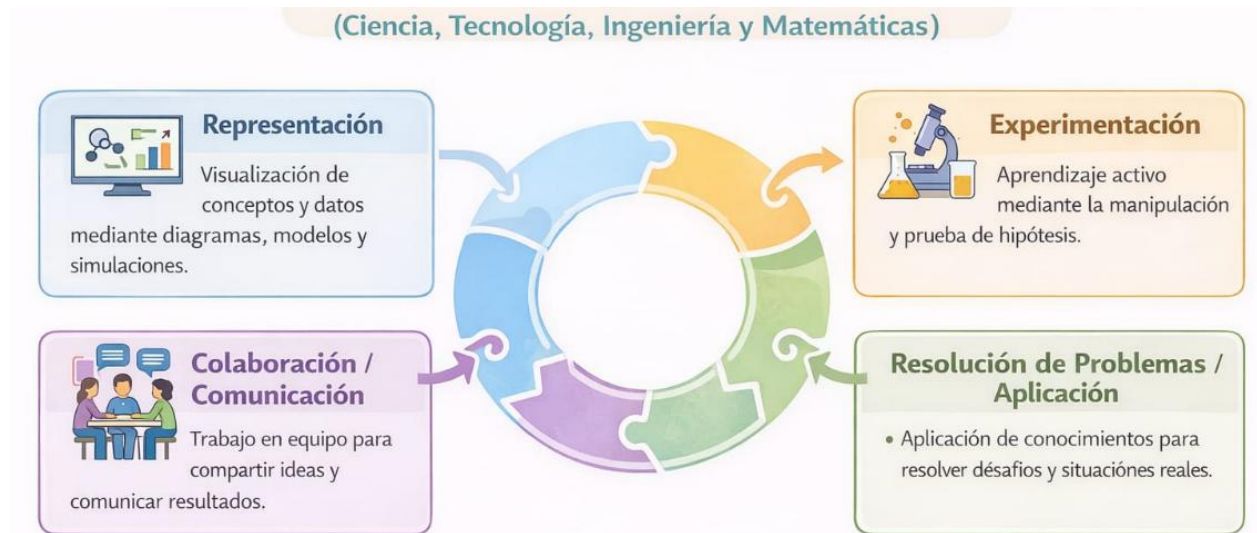 (Ciencia, Tecnología, Ingeniería y Matemáticas)
Representación
Visualización de
conceptos y datos
mediante diagramas, modelos y
simulaciones.
Experimentación
Aprendizaje activo
mediante la manipulación
y prueba de hipótesis.
Colaboración /
Comunicación
Trabajo en equipo para
compartir ideas y
comunicar resultados.
Resolución de Problemas /
Aplicación
• Aplicación de conocimientos para
resolver désafios y situaciónes reales.